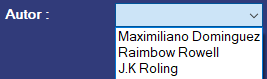 Autor :
Maximiliano Dominguez
Raimbow Rowell
J.K Roling